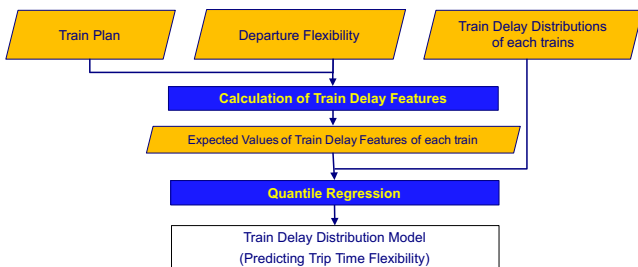 Train Plan
Departure Flexibility
Train Delay Distributions
of each trains
Calculation of Train Delay Features
Expected Values of Train Delay Features of each train
Quantile Regression
Train Delay Distribution Model
(Predicting Trip Time Flexibility)